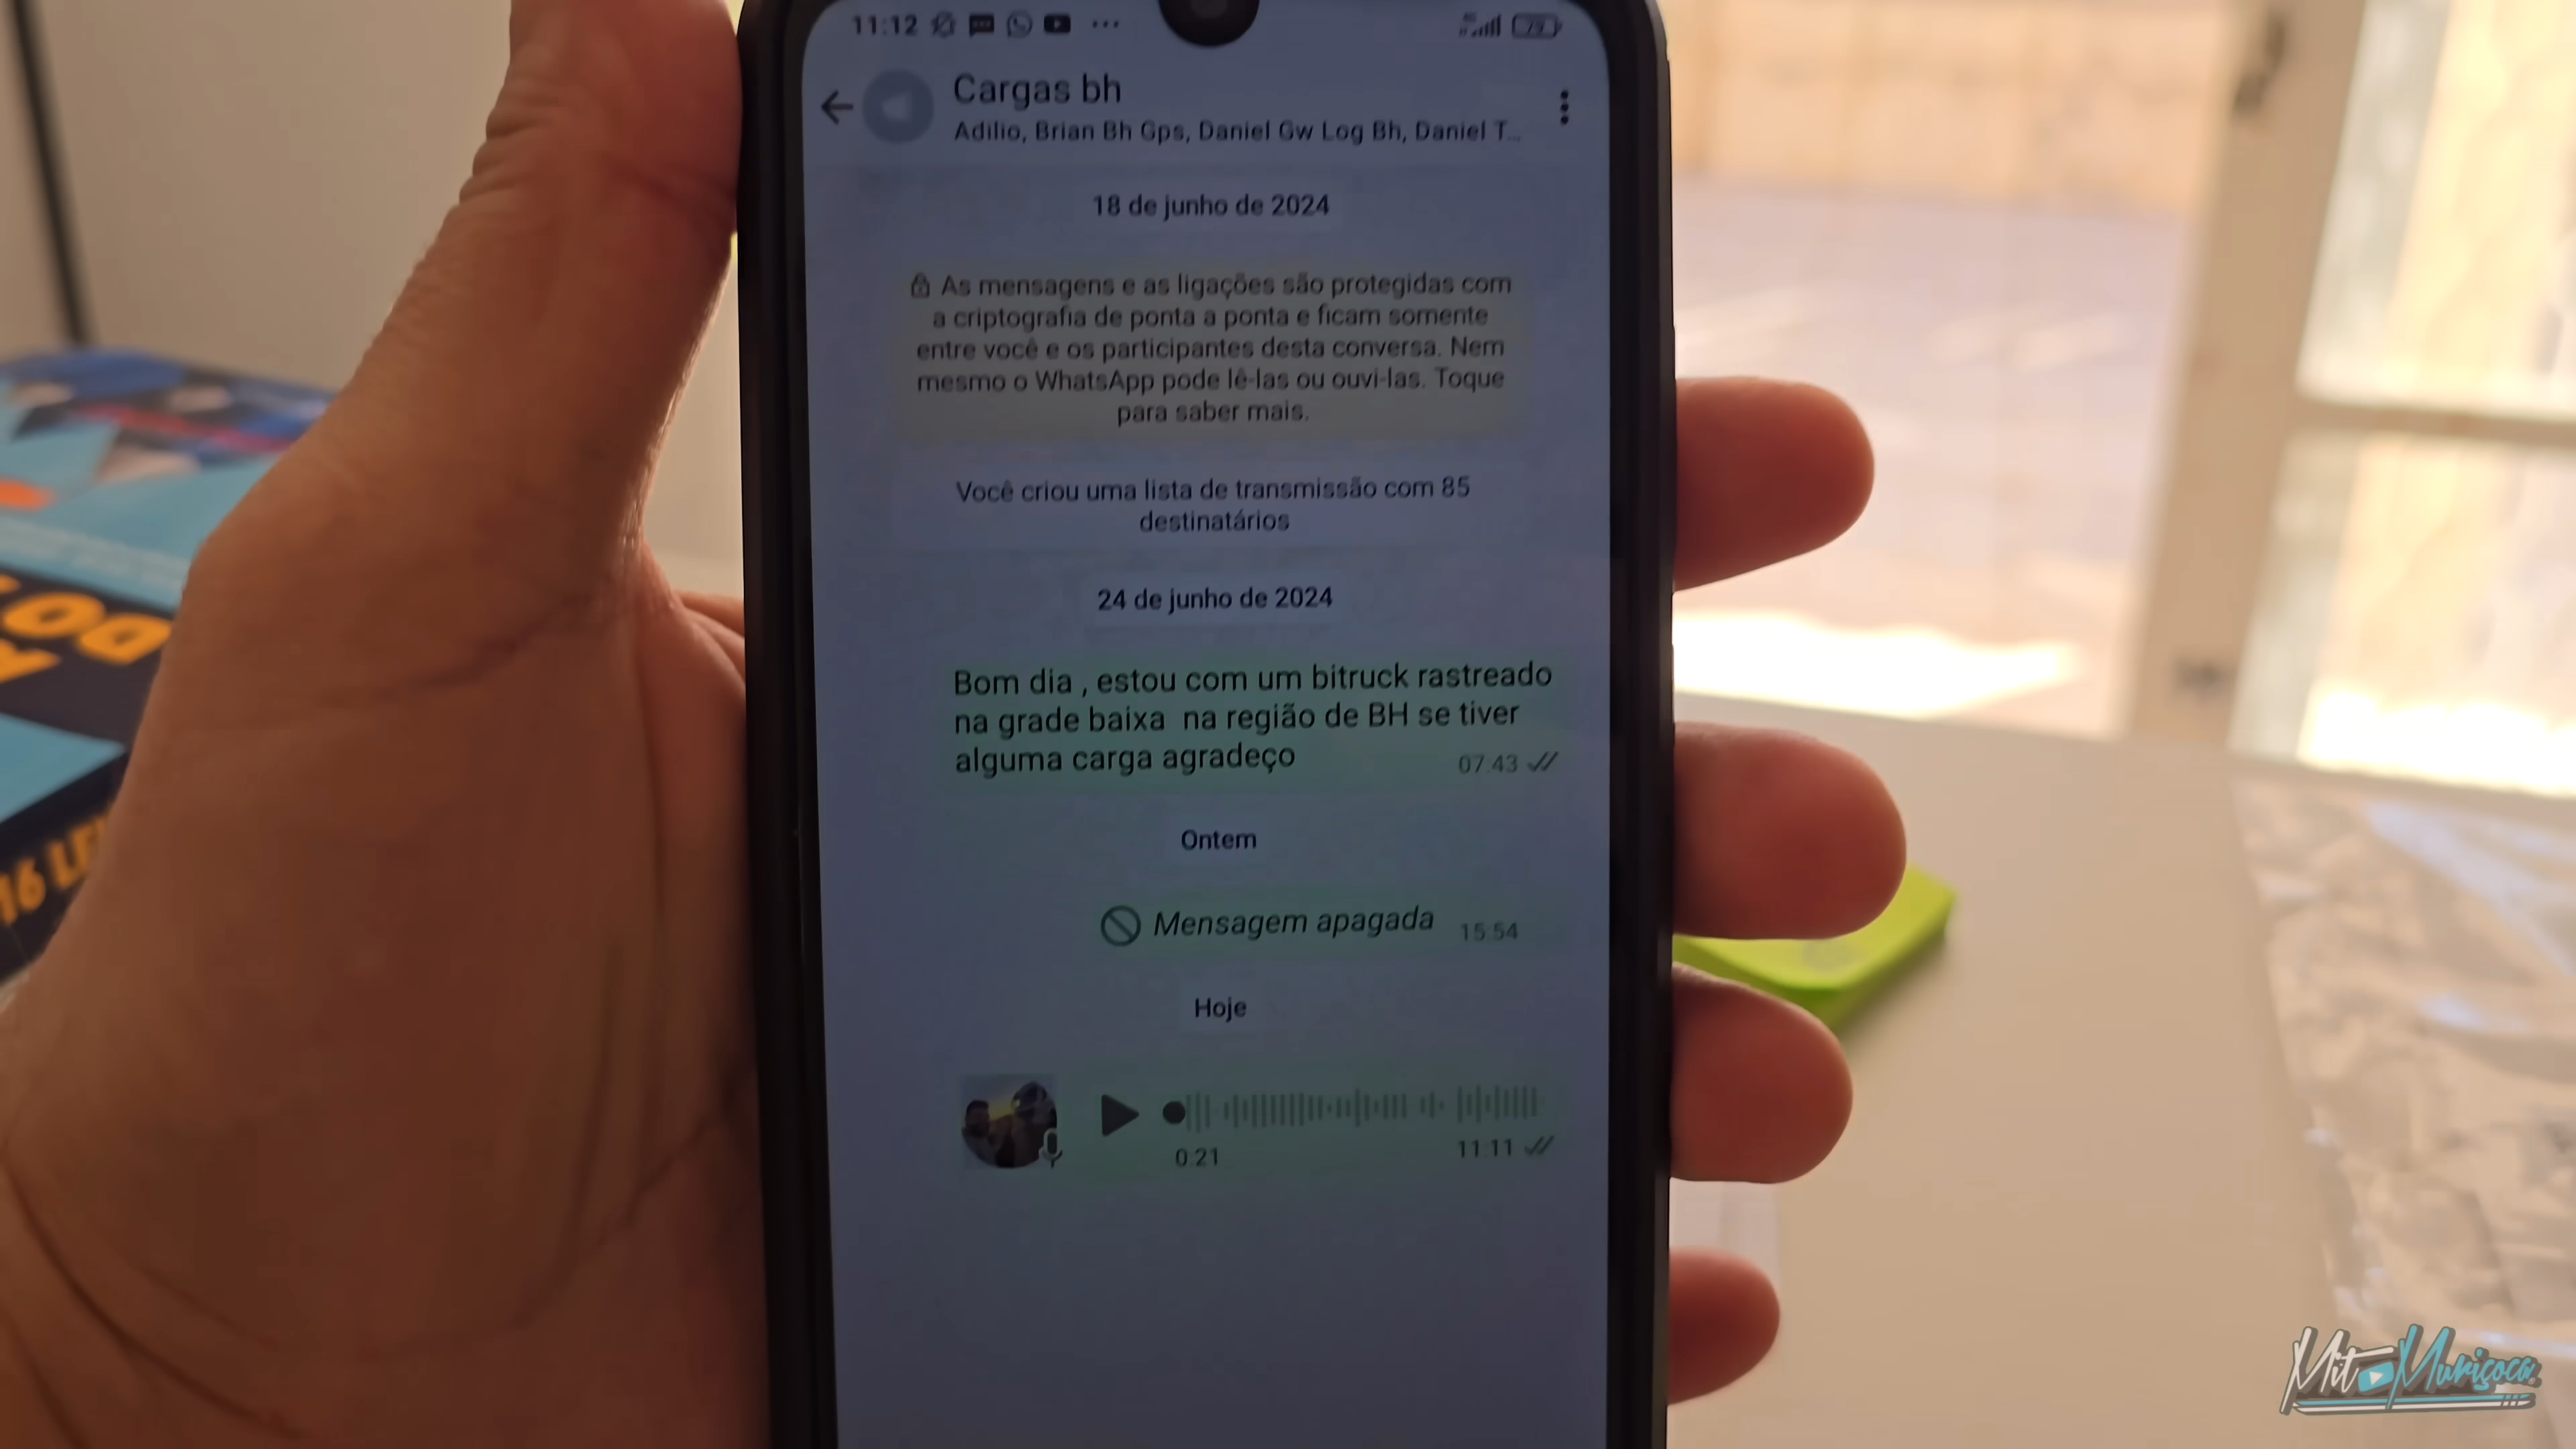 11:12
Cargas bh
Adilio, Brian Bh Gps, Daniel Gw Log Bh, Daniel T...
18 de junho de 2024
As mensagens e as ligações são protegidas com
a criptografia de ponta a ponta e ficam somente
entre você e os participantes desta conversa. Nem
mesmo o WhatsApp pode lê-las ou ouvi-las. Toque
para saber mais.
Você criou uma lista de transmissão com 85
destinatários
24 de junho de 2024
Bom dia , estou com um bitruck rastreado
na grade baixa  na região de BH se tiver
alguma carga agradeço
07:43
Ontem
Mensagem apagada 15:54
Hoje
0:21 11:11
16
Mit Muriçoca